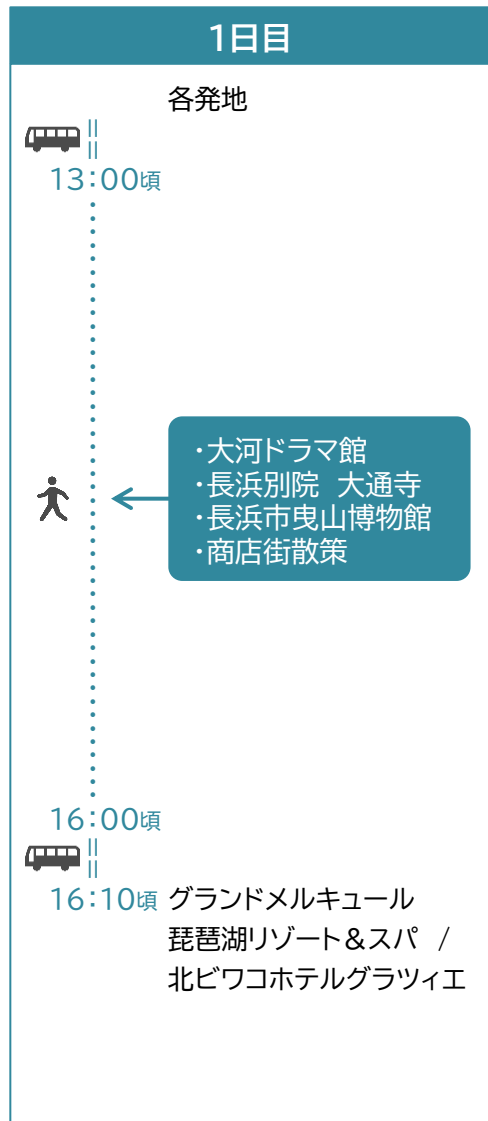 1日目
各発地
13：00頃
・大河ドラマ館
・長浜別院　大通寺
・長浜市曳山博物館
・商店街散策
16：00頃
16：10頃 グランドメルキュール
琵琶湖リゾート＆スパ　/
北ビワコホテルグラツィエ